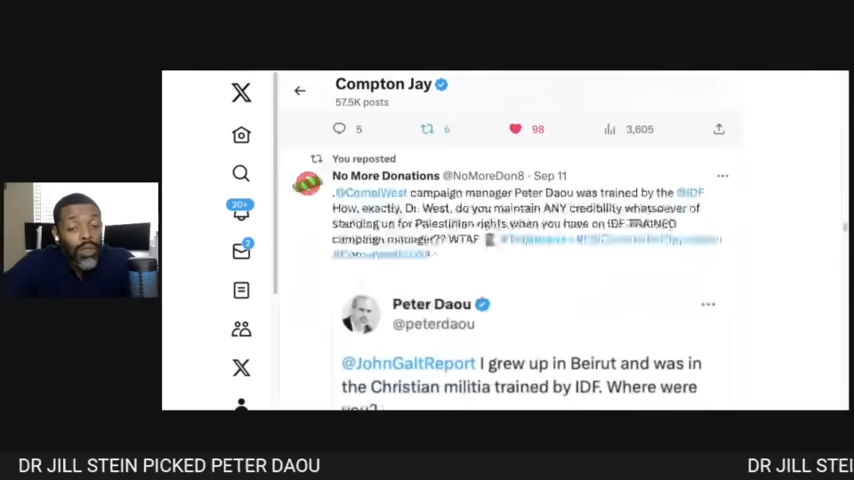 Compton Jay
57.5K posts
5
6
98
3,605
You reposted
No More Donations @NoMoreDon8 · Sep 11
.@CornelWest campaign manager Peter Daou was trained by the @IDF
How, exactly, Dr. West, do you maintain ANY credibility whatsoever of
standing up for Palestinian rights when you have on IDF TRAINED
campaign manager?? WTAF
20+
2
Peter Daou
@peterdaou
@JohnGaltReport I grew up in Beirut and was in
the Christian militia trained by IDF. Where were
you?
DR JILL STEIN PICKED PETER DAOU
DR JILL STEI